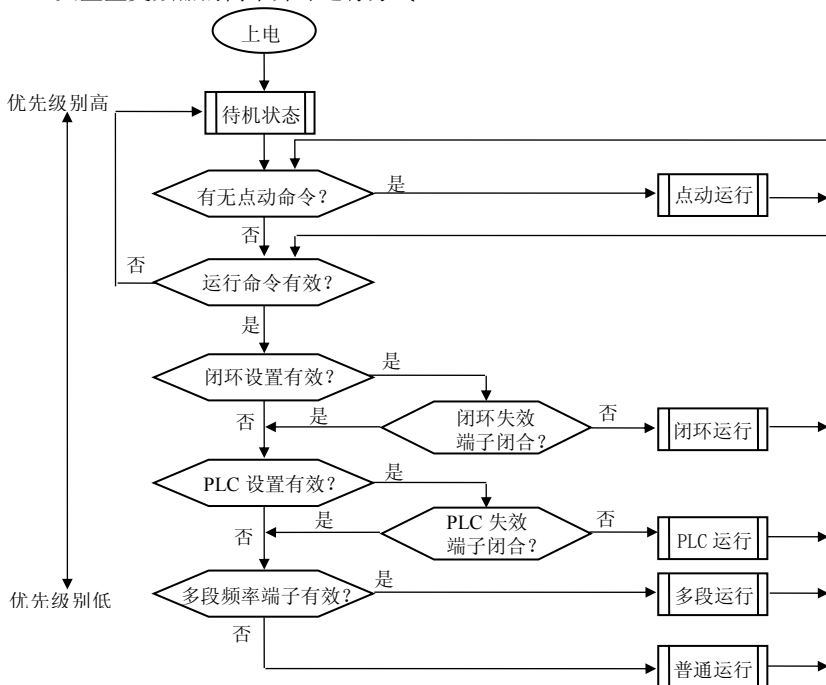 上电
优先级别高
待机状态
有无点动命令？
是
点动运行
否
否
运行命令有效？
是
闭环设置有效？
是
否
是
闭环失效
端子闭合？
否
闭环运行
PLC 设置有效？
是
否
是
PLC 失效
端子闭合？
否
PLC 运行
多段频率端子有效？
是
多段运行
优先级别低
否
普通运行